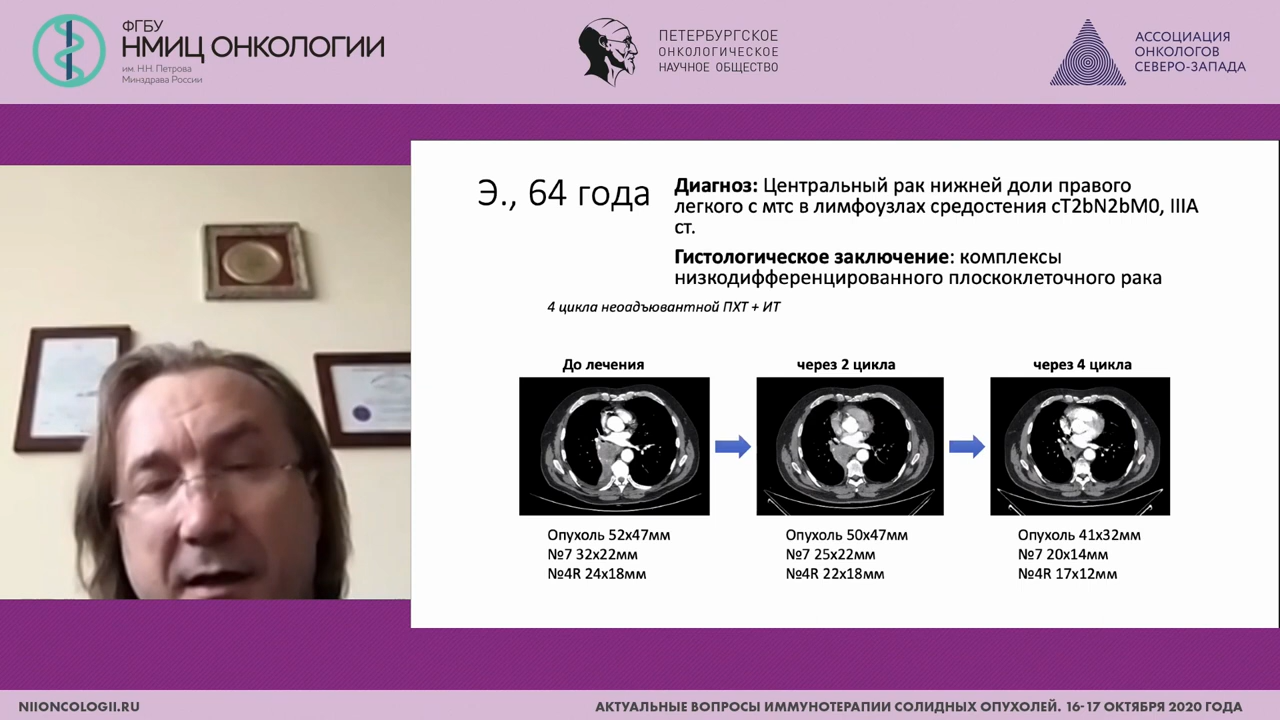 ФГБУ
НМИЦ ОНКОЛОГИИ
им. Н.Н. Петрова
Минздрава России
ПЕТЕРБУРГСКОЕ
ОНКОЛОГИЧЕСКОЕ
НАУЧНОЕ ОБЩЕСТВО
АССОЦИАЦИЯ
ОНКОЛОГОВ
СЕВЕРО-ЗАПАДА
Э., 64 года
Диагноз: Центральный рак нижней доли правого
легкого с мтс в лимфоузлах средостения cT2bN2bM0, IIIA
ст.
Гистологическое заключение: комплексы
низкодифференцированного плоскоклеточного рака
4 цикла неоадъювантной ПХТ + ИТ
До лечения
через 2 цикла
через 4 цикла
Опухоль 52х47мм
№7 32х22мм
№4R 24х18мм
Опухоль 50х47мм
№7 25х22мм
№4R 22х18мм
Опухоль 41х32мм
№7 20х14мм
№4R 17х12мм
NIIONCOLOGII.RU
АКТУАЛЬНЫЕ ВОПРОСЫ ИММУНОТЕРАПИИ СОЛИДНЫХ ОПУХОЛЕЙ. 16-17 ОКТЯБРЯ 2020 ГОДА